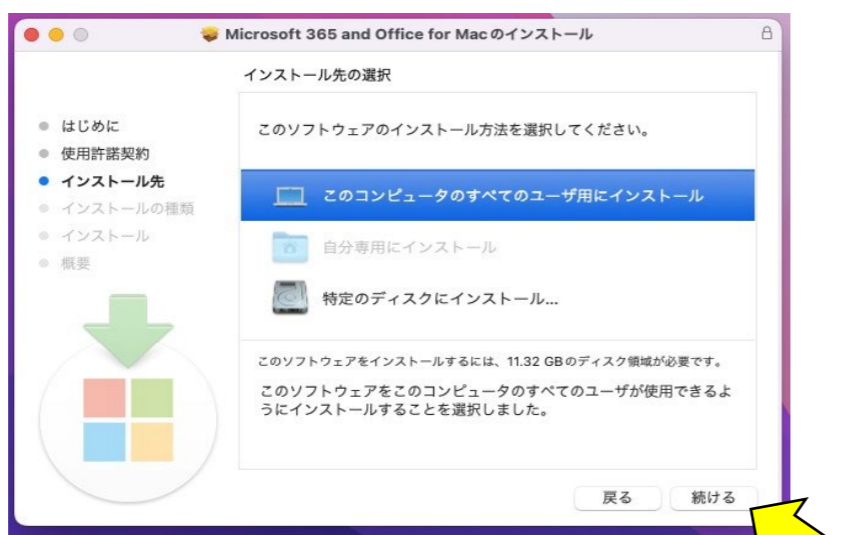 Microsoft 365 and Office for Mac のインストール
インストール先の選択
はじめに
使用許諾契約
インストール先
インストールの種類
インストール
概要
このソフトウェアのインストール方法を選択してください。
このコンピュータのすべてのユーザ用にインストール
自分専用にインストール
特定のディスクにインストール...
このソフトウェアをインストールするには、11.32 GBのディスク領域が必要です。
このソフトウェアをこのコンピュータのすべてのユーザが使用できるよ
うにインストールすることを選択しました。
戻る 続ける